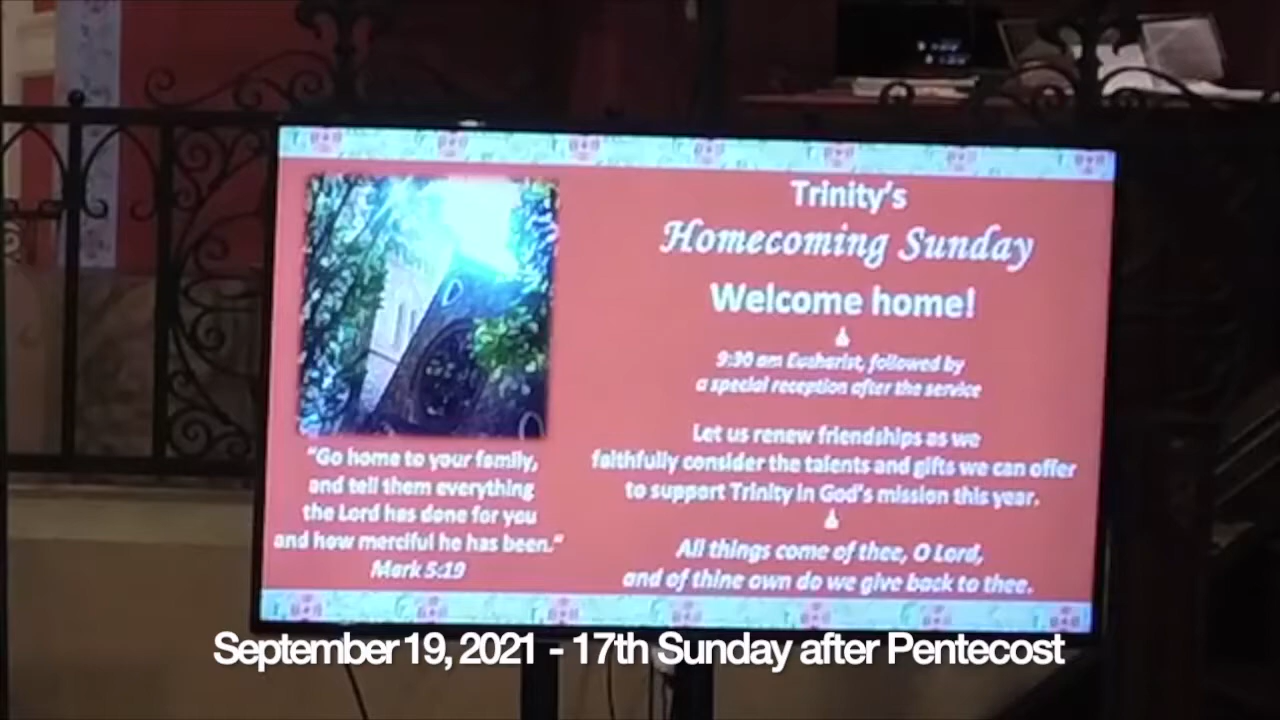 Trinity's
Homecoming Sunday
Welcome home!
9:30 am Eucharist, followed by
a special reception after the service
Let us renew friendships as we
faithfully consider the talents and gifts we can offer
to support Trinity in God's mission this year.
All things come of thee, O Lord,
and of thine own do we give back to thee.
"Go home to your family,
and tell them everything
the Lord has done for you
and how merciful he has been."
Mark 5:19
September 19, 2021 - 17th Sunday after Pentecost